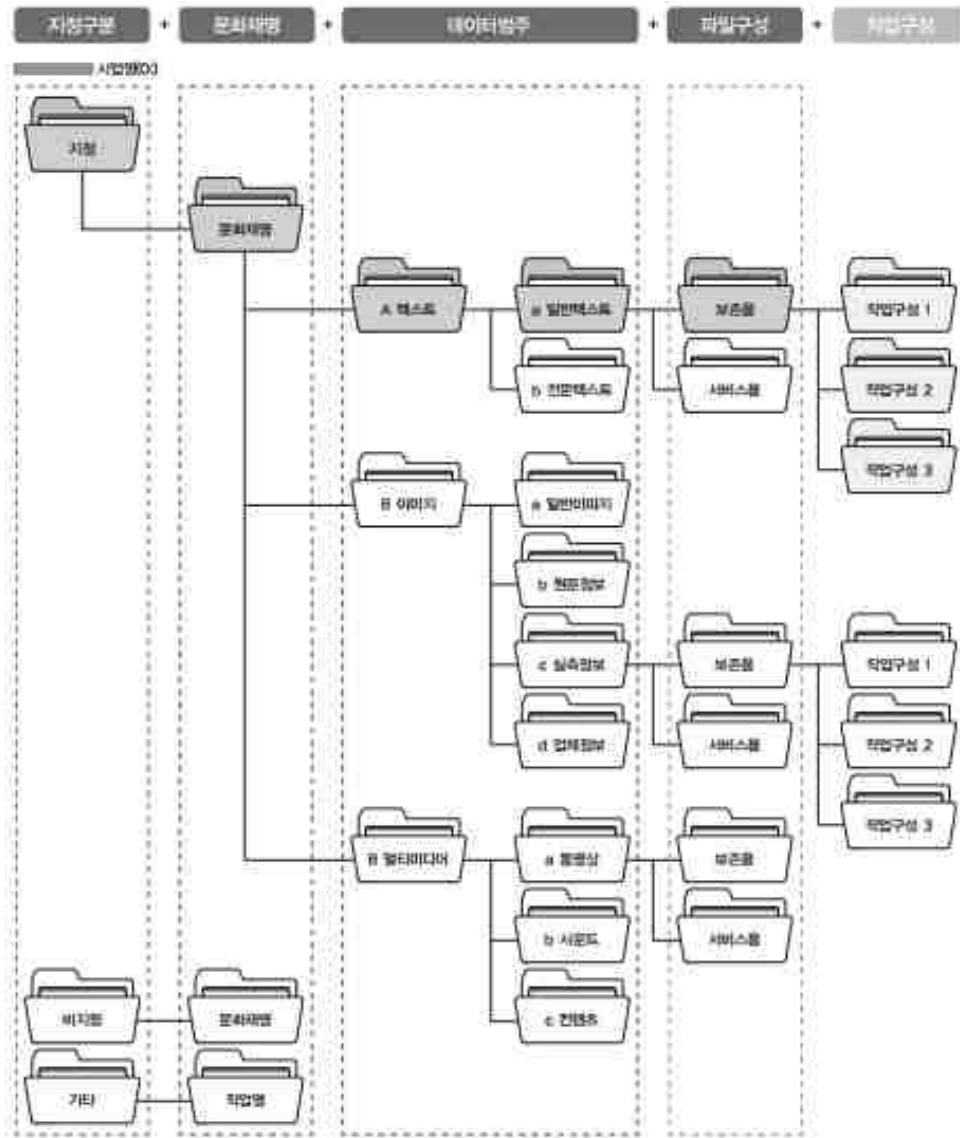 지정구분 + 문화재명 + 데이터범주 + 파일구성 + 작업구성
지정
문화재명
A 텍스트 a 일반텍스트 보존용 작업구성 1
b 전문텍스트 서비스용 작업구성 2
작업구성 3
B 이미지 a 일반이미지
b 원문정보
c 실측정보 보존용 작업구성 1
d 업체정보 서비스용 작업구성 2
작업구성 3
B 멀티미디어 a 동영상 보존용
b 사운드 서비스용
비지정 문화재명 c 컨텐츠
기타 작업명